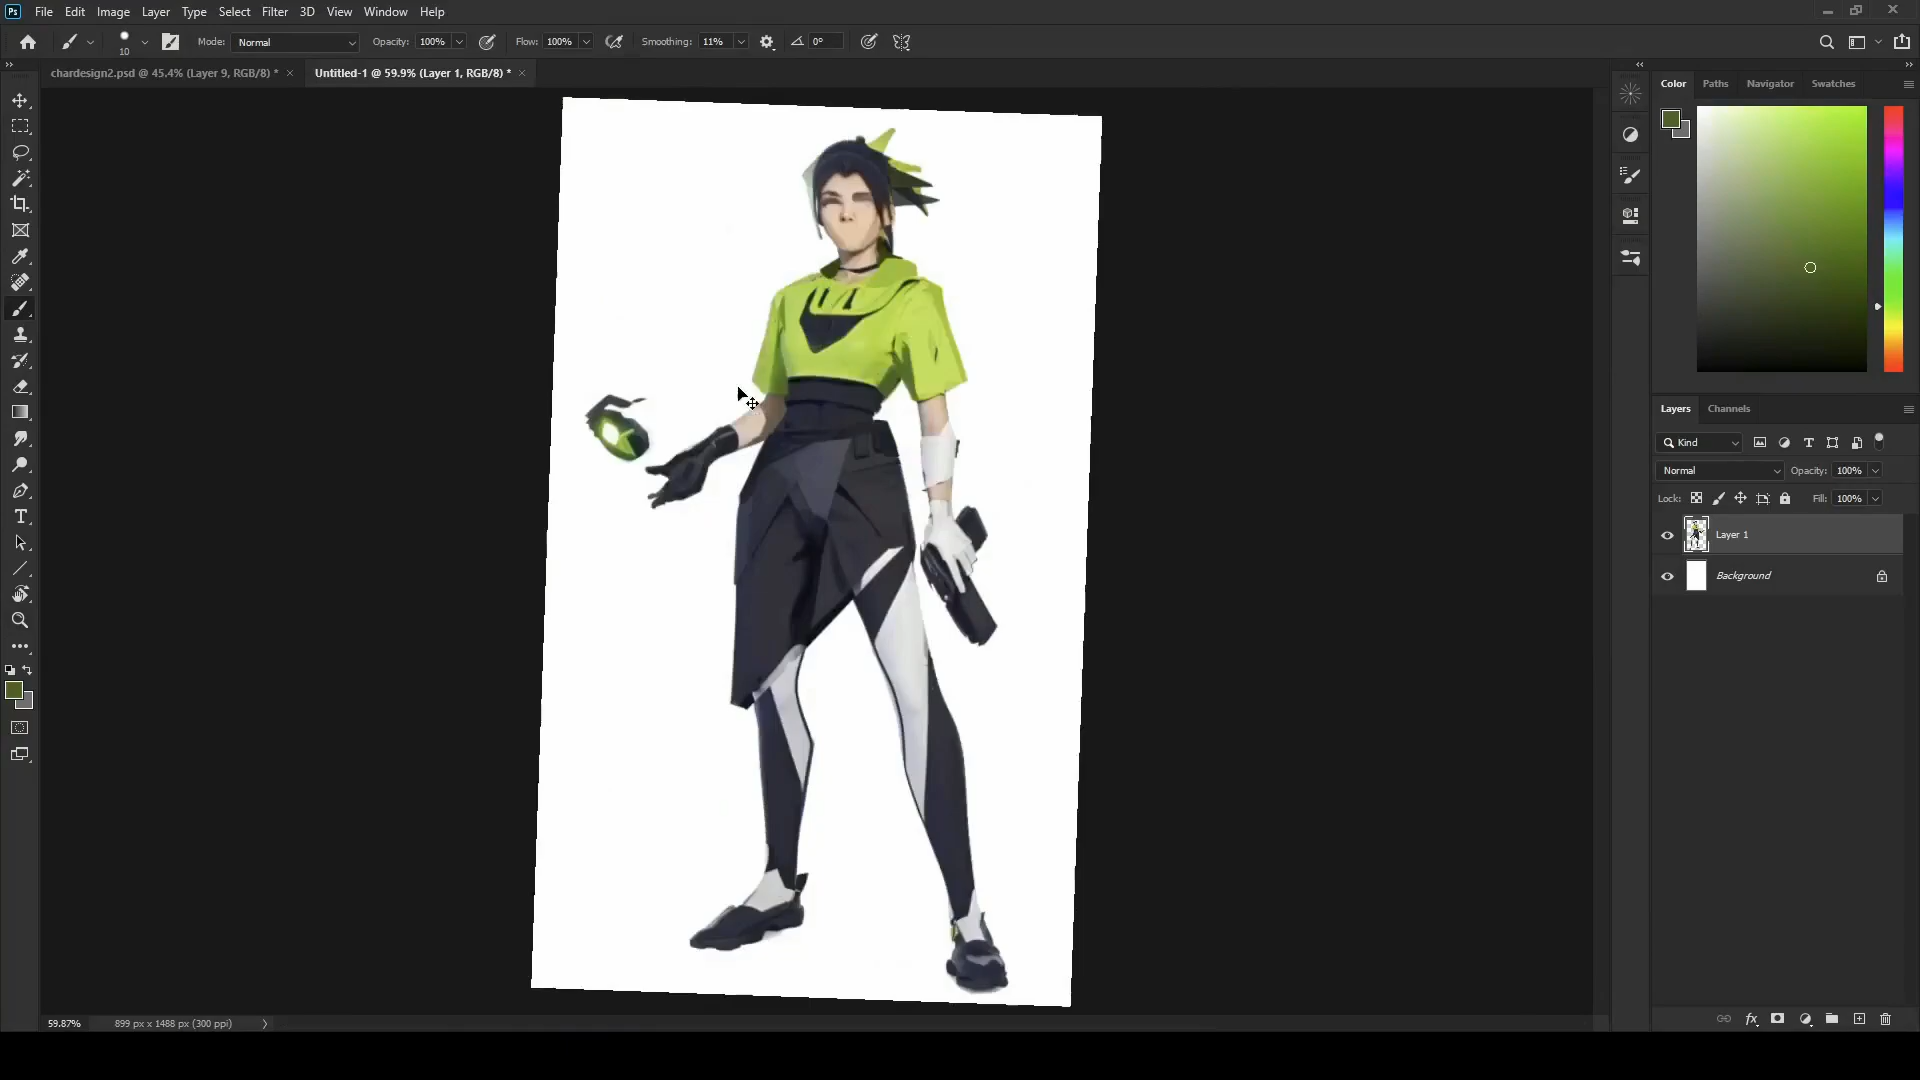 Ps File Edit Image Layer Type Select Filter 3D View Window Help
10 Mode: Normal Opacity: 100% Flow: 100% Smoothing: 11% 0°
chardesign2.psd @ 45.4% (Layer 9, RGB/8) * × Untitled-1 @ 59.9% (Layer 1, RGB/8) * ×
Color Paths Navigator Swatches
Layers Channels
Kind
Normal Opacity: 100%
Lock: Fill: 100%
Layer 1
Background
fx
59.87% 899 px x 1488 px (300 ppi)